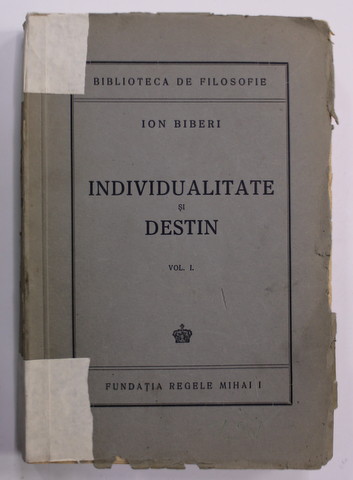 BIBLIOTECA DE FILOSOFIE
ION BIBERI
INDIVIDUALITATE
ȘI
DESTIN
VOL. I.
FUNDAȚIA REGELE MIHAI I